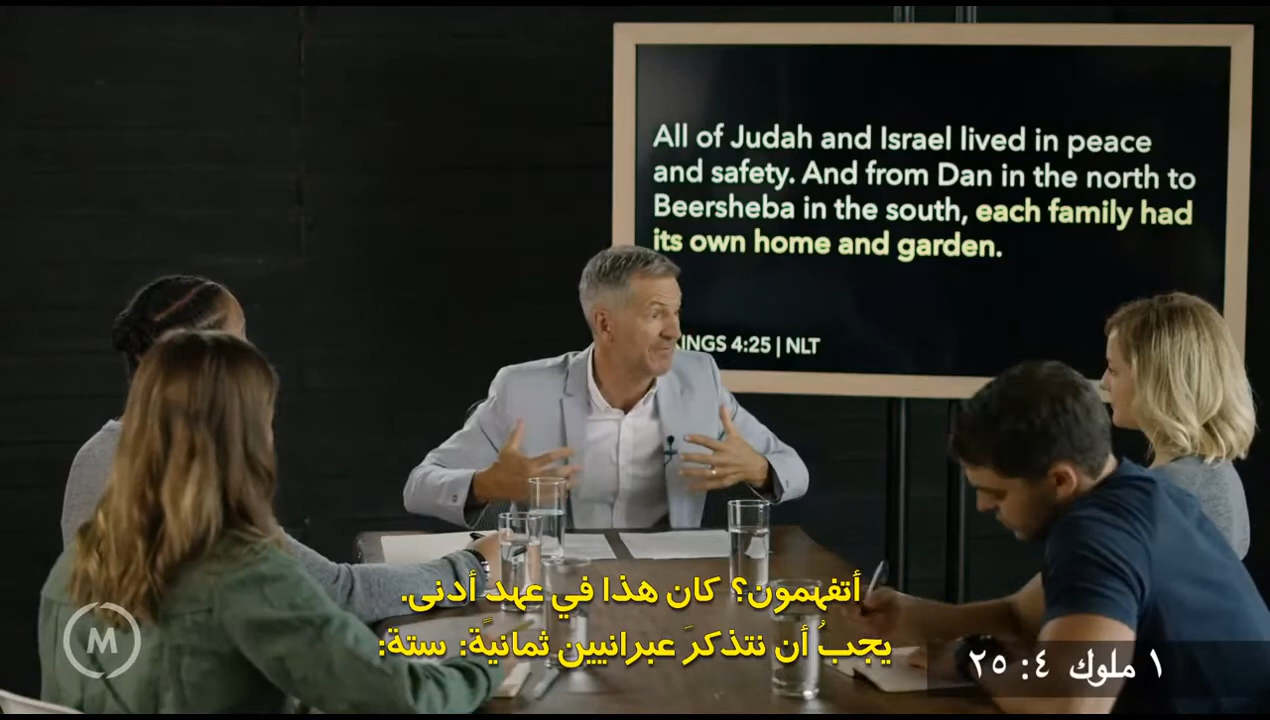 All of Judah and Israel lived in peace
and safety. And from Dan in the north to
Beersheba in the south, each family had
its own home and garden.
INGS 4:25 | NLT
أتفهمون؟ كان هذا في عهد أدنى.
يجبُ أن نتذكرَ عبرانيين ثمانيةً: ستة:
١ ملوك ٤: ٢٥
M